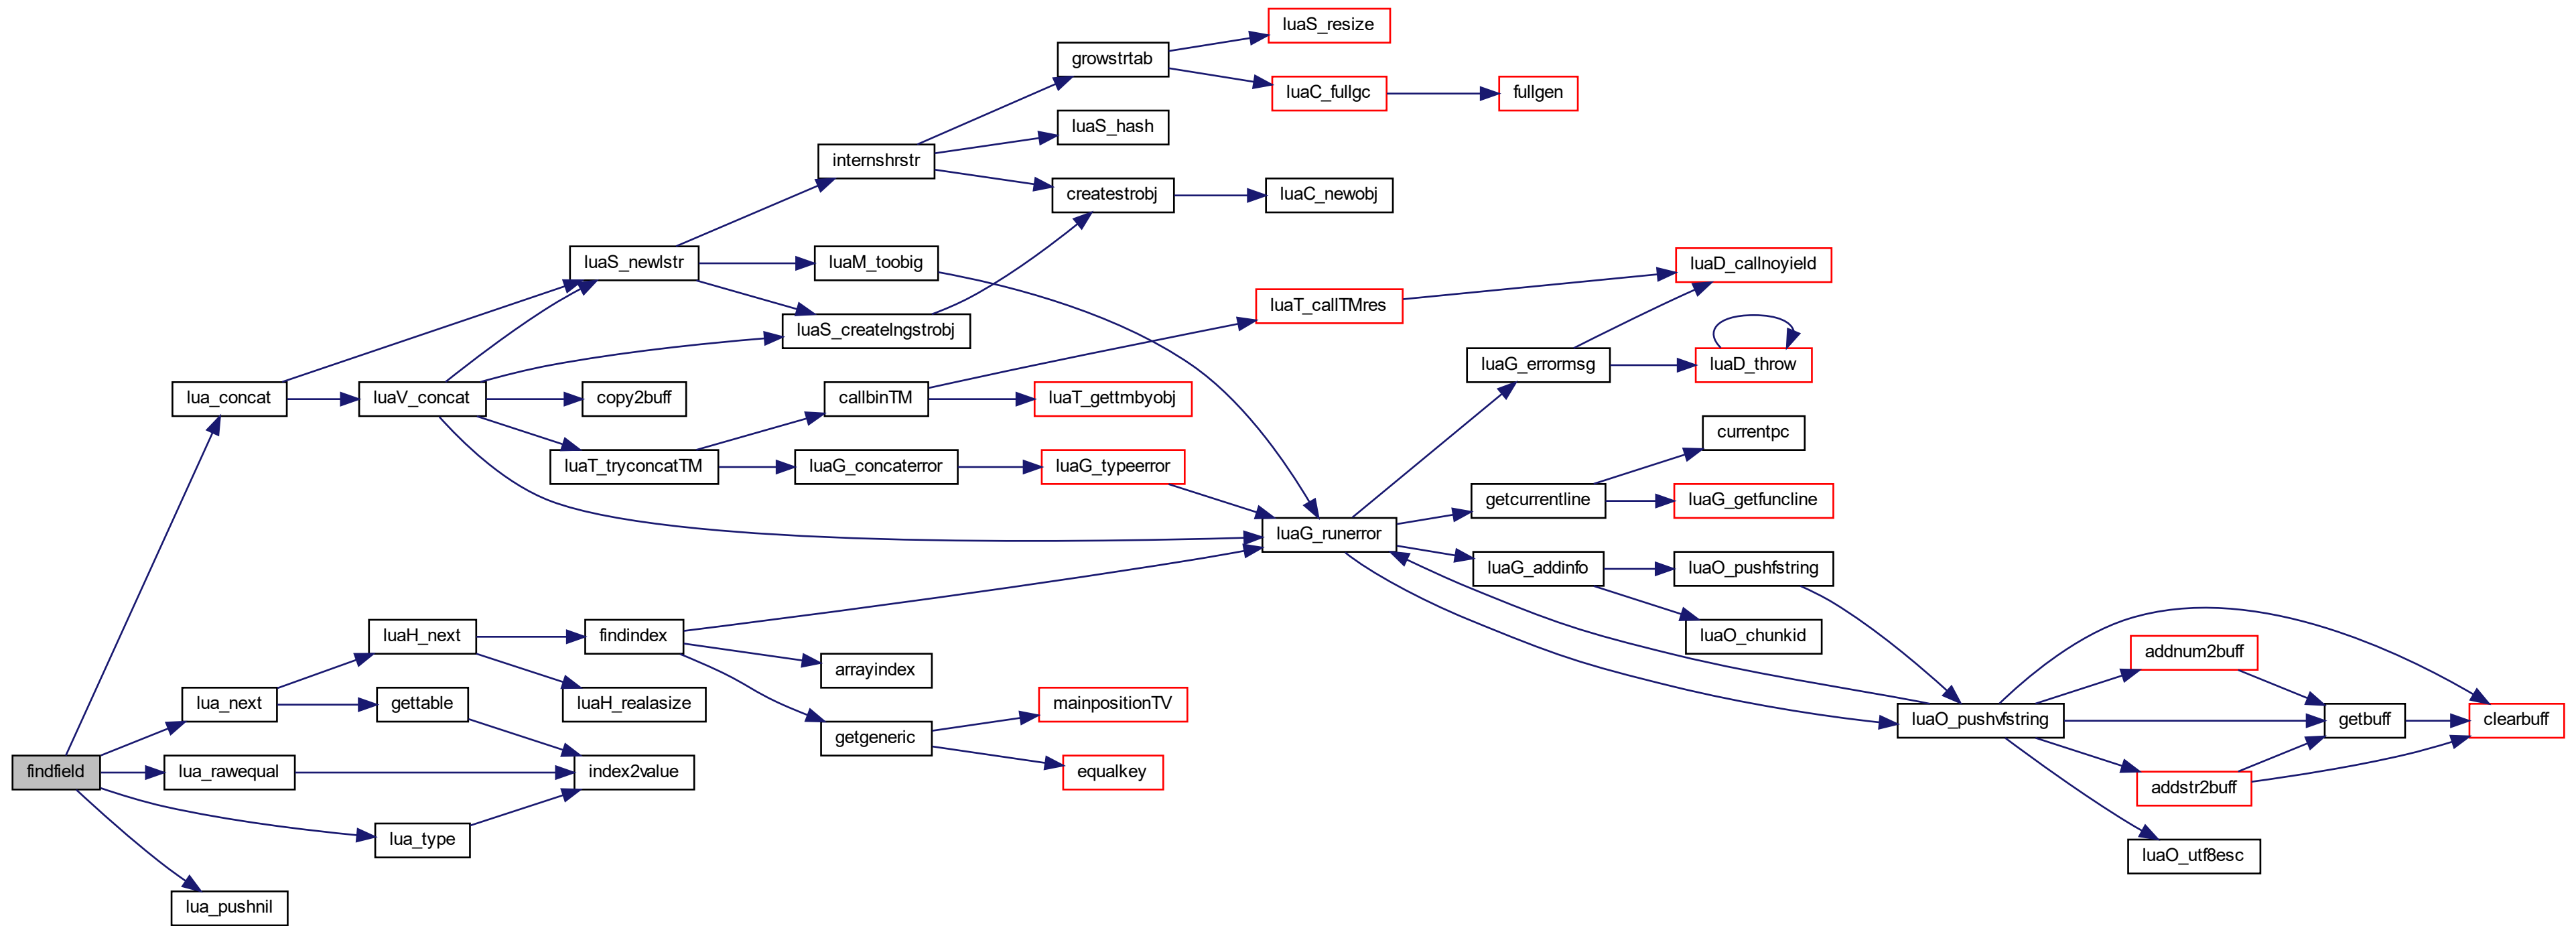 luaS_resize
growstrtab
luaC_fullgc
fullgen
luaS_hash
internshrstr
createstrobj
luaC_newobj
luaS_newlstr
luaM_toobig
luaD_callnoyield
luaT_callTMres
luaS_createlngstrobj
luaG_errormsg
luaD_throw
lua_concat
luaV_concat
copy2buff
callbinTM
luaT_gettmbyobj
currentpc
luaT_tryconcatTM
luaG_concaterror
luaG_typeerror
getcurrentline
luaG_getfuncline
luaG_runerror
luaG_addinfo
luaO_pushfstring
luaH_next
findindex
luaO_chunkid
arrayindex
addnum2buff
lua_next
gettable
luaH_realasize
mainpositionTV
luaO_pushvfstring
getbuff
clearbuff
getgeneric
findfield
lua_rawequal
index2value
equalkey
addstr2buff
lua_type
luaO_utf8esc
lua_pushnil